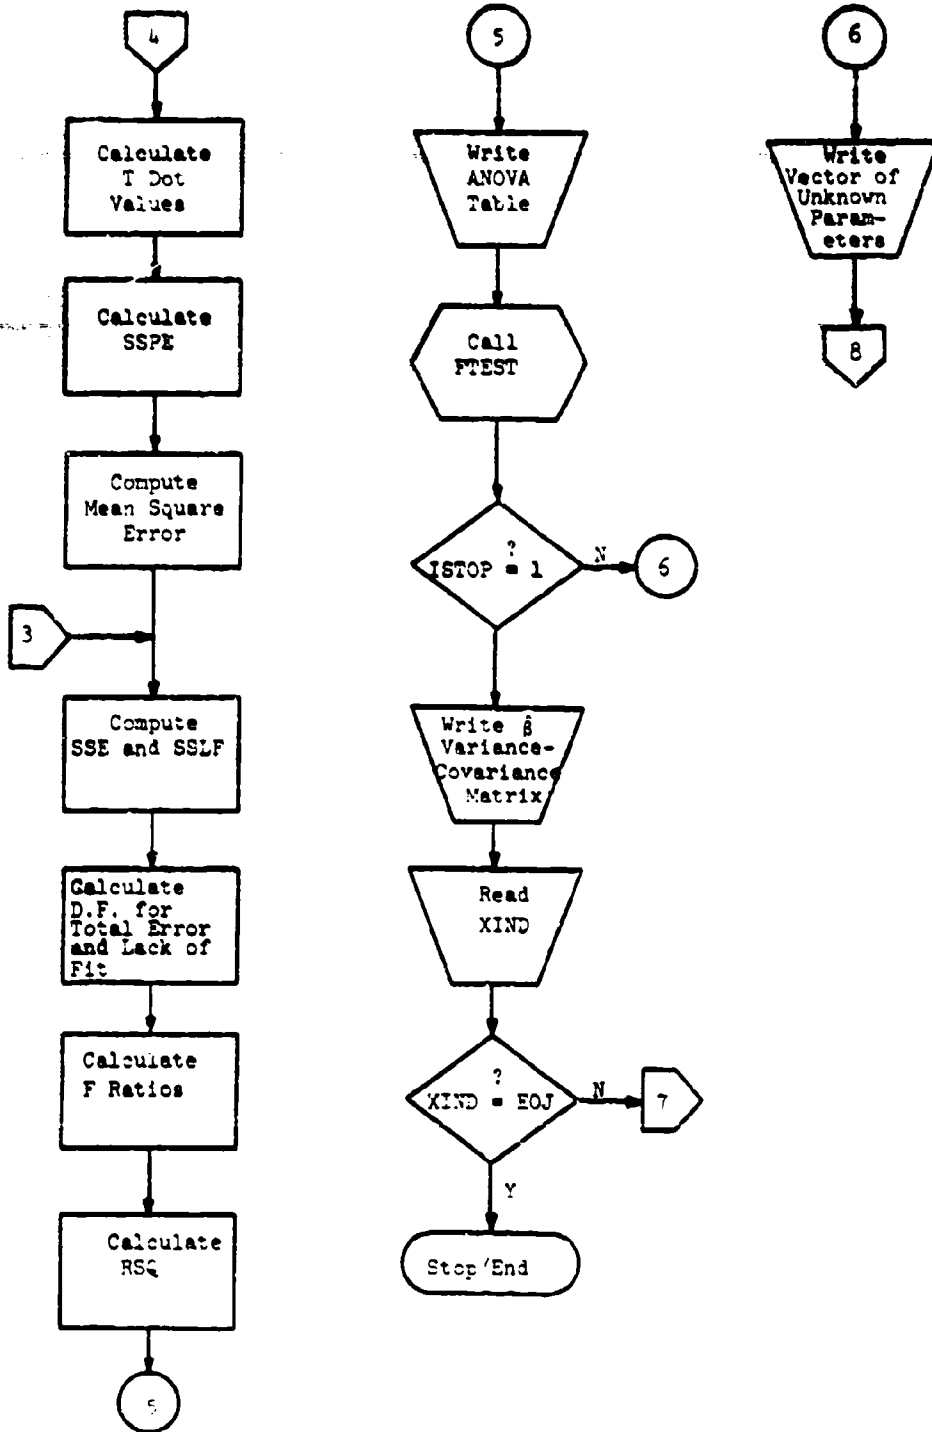 4
Calculate
T Dot
Values
Calculate
SSPE
Compute
Mean Square
Error
3
Compute
SSE and SSLF
Calculate
D.F. for
Total Error
and Lack of
Fit
Calculate
F Ratios
Calculate
RSQ
5
5
Write
ANOVA
Table
Call
FTEST
?
ISTOP = 1
N
6
Write β̂
Variance-
Covariance
Matrix
Read
XIND
?
XIND = EOJ
N
7
Y
Stop/End
6
Write
Vector of
Unknown
Param-
eters
8